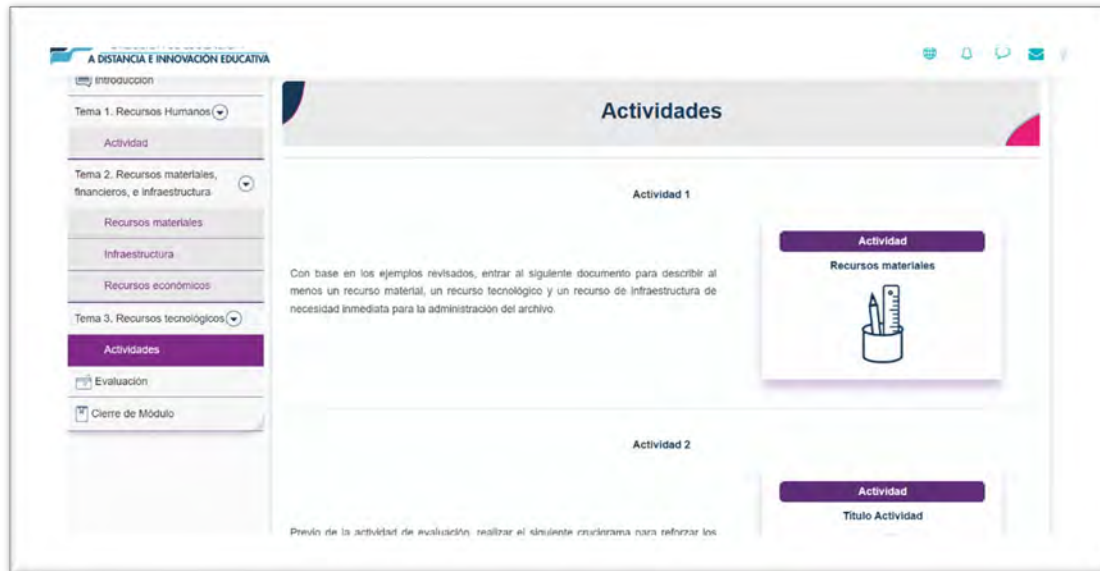 A DISTANCIA E INNOVACIÓN EDUCATIVA
Introducción
Tema 1. Recursos Humanos
Actividad
Tema 2. Recursos materiales,
financieros, e infraestructura
Recursos materiales
Infraestructura
Recursos económicos
Tema 3. Recursos tecnológicos
Actividades
Evaluación
Cierre de Módulo
Actividades
Actividad 1
Con base en los ejemplos revisados, entrar al siguiente documento para describir al
menos un recurso material, un recurso tecnológico y un recurso de infraestructura de
necesidad inmediata para la administración del archivo.
Actividad
Recursos materiales
Actividad 2
Previo de la actividad de evaluación, realizar el siguiente crucigrama para reforzar los
Actividad
Título Actividad